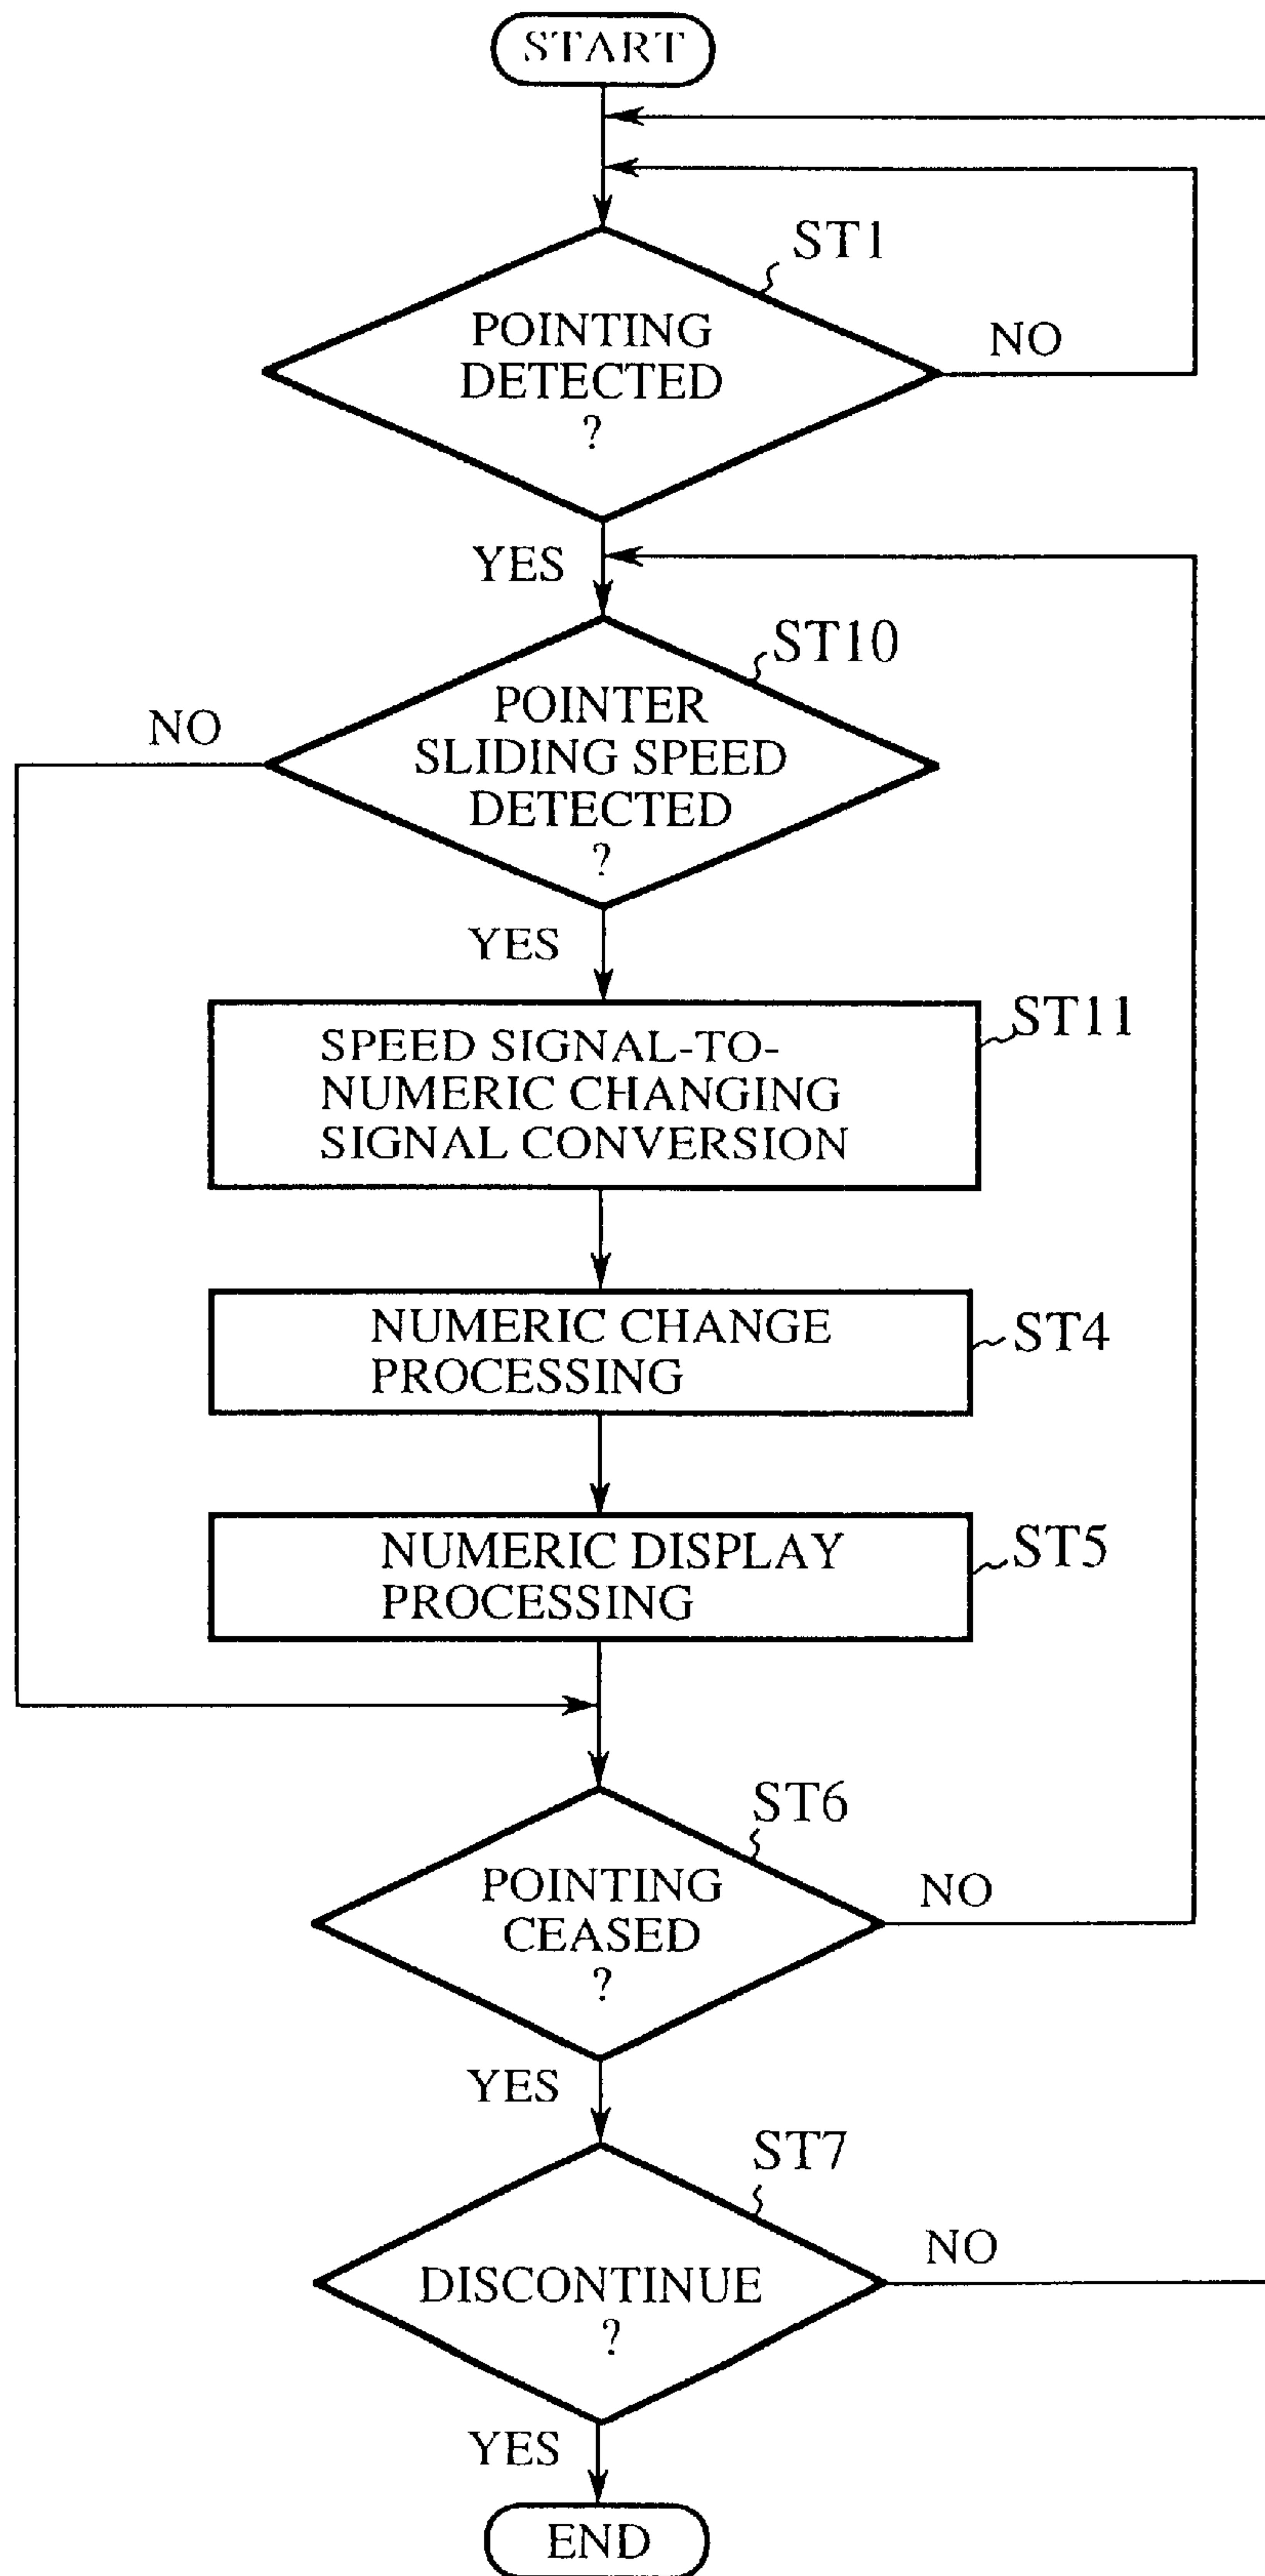 START
ST1
POINTING
DETECTED
?
NO
YES
ST10
POINTER
SLIDING SPEED
DETECTED
?
NO
YES
ST11
SPEED SIGNAL-TO-
NUMERIC CHANGING
SIGNAL CONVERSION
NUMERIC CHANGE
PROCESSING
ST4
NUMERIC DISPLAY
PROCESSING
ST5
ST6
POINTING
CEASED
?
NO
YES
ST7
DISCONTINUE
?
NO
YES
END